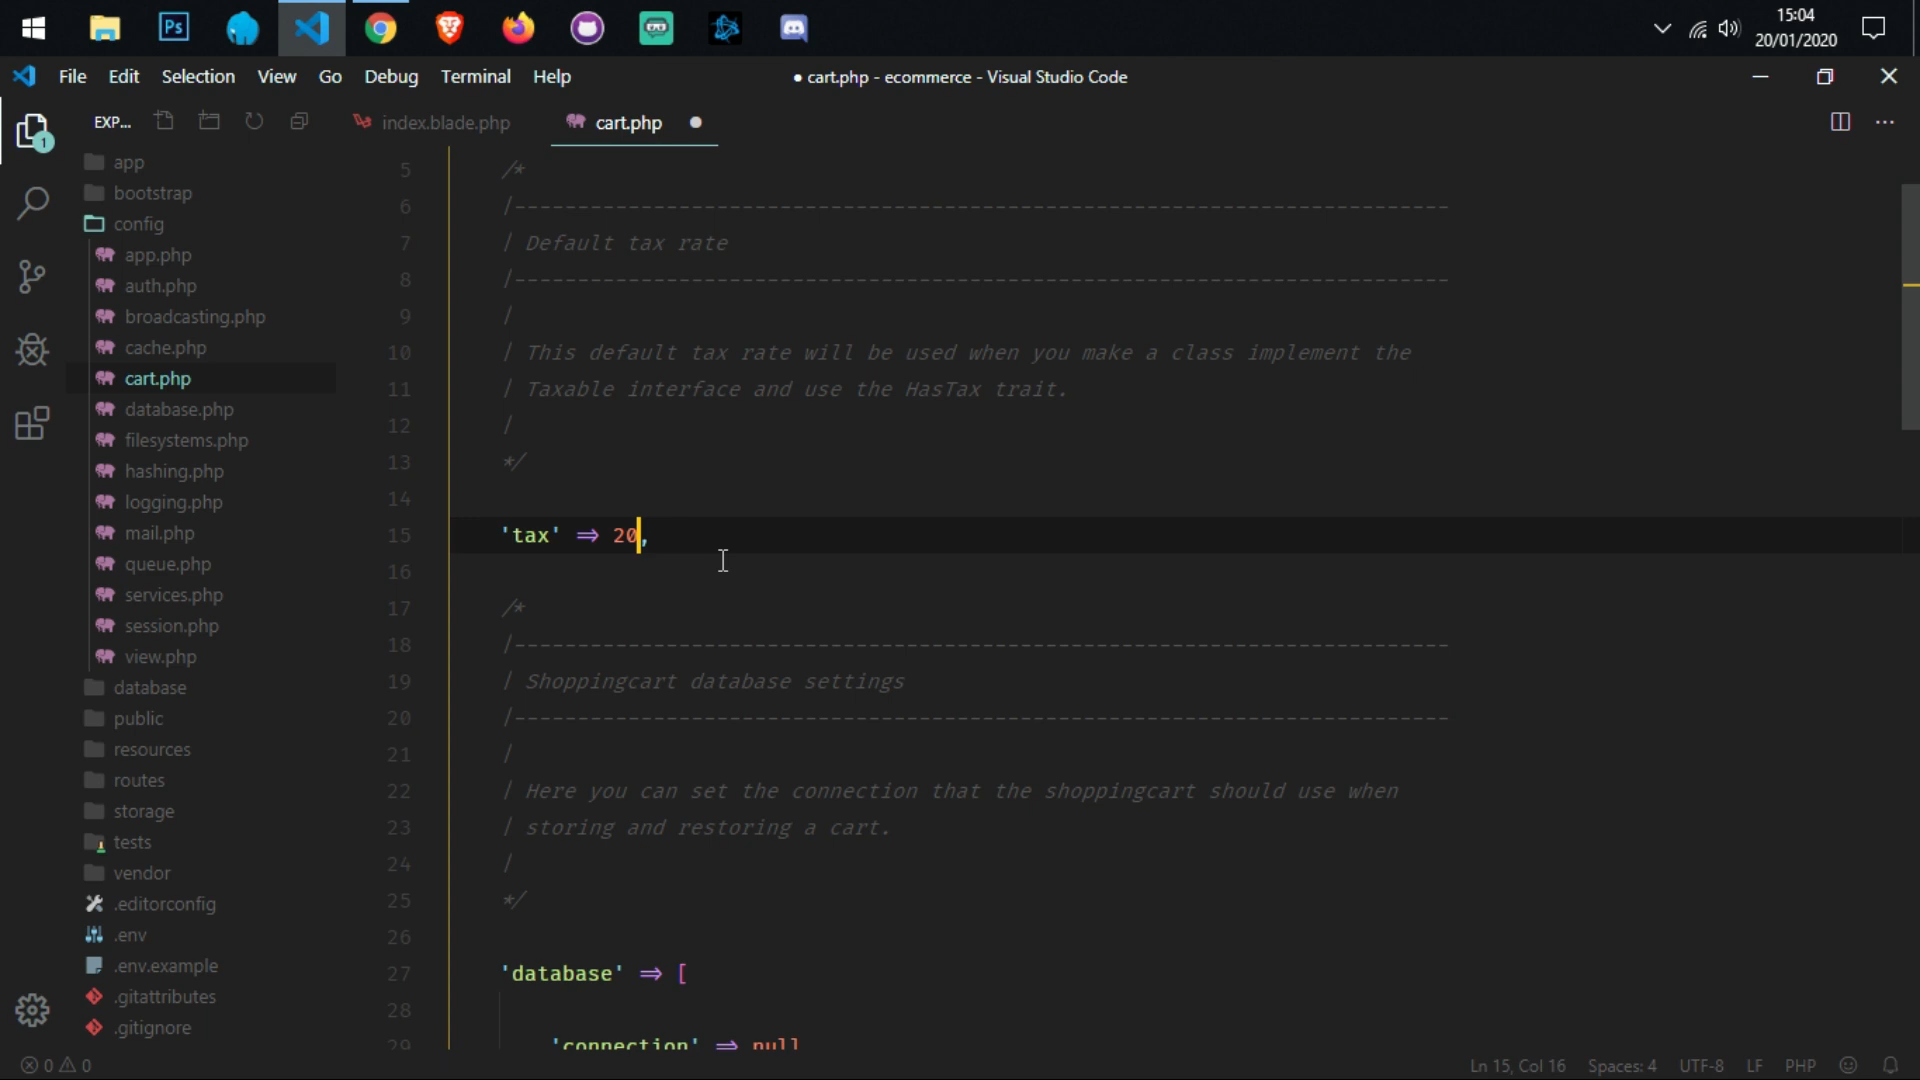 Ps
15:04
20/01/2020
File Edit Selection View Go Debug Terminal Help
● cart.php - ecommerce - Visual Studio Code
EXP...
index.blade.php
cart.php
1
app
bootstrap
config
app.php
auth.php
broadcasting.php
cache.php
cart.php
database.php
filesystems.php
hashing.php
logging.php
mail.php
queue.php
services.php
session.php
view.php
database
public
resources
routes
storage
tests
vendor
.editorconfig
.env
.env.example
.gitattributes
.gitignore
5 /*
6 |--------------------------------------------------------------------------
7 | Default tax rate
8 |--------------------------------------------------------------------------
9 |
10 | This default tax rate will be used when you make a class implement the
11 | Taxable interface and use the HasTax trait.
12 |
13 */
14
15 'tax' => 20,
16
17 /*
18 |--------------------------------------------------------------------------
19 | Shoppingcart database settings
20 |--------------------------------------------------------------------------
21 |
22 | Here you can set the connection that the shoppingcart should use when
23 | storing and restoring a cart.
24 |
25 */
26
27 'database' => [
28
29 'connection' => null
0 0
Ln 15, Col 16 Spaces: 4 UTF-8 LF PHP